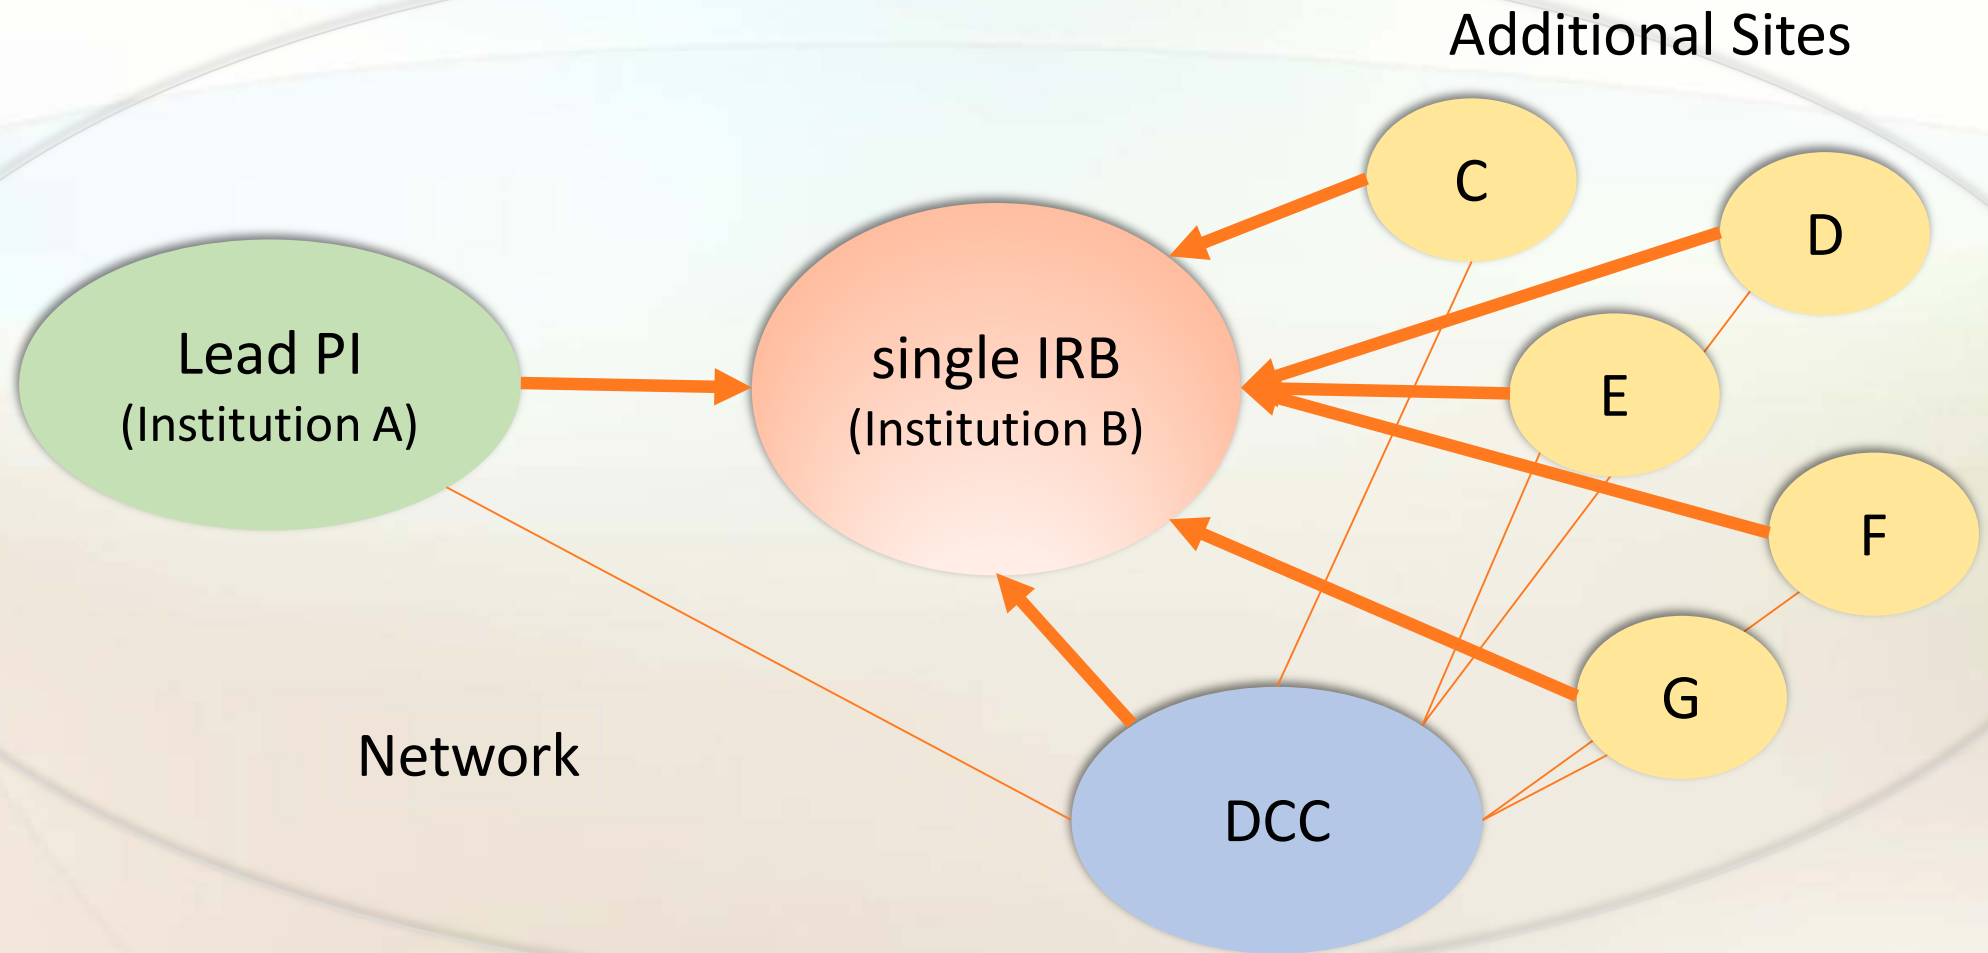 Additional Sites
C
D
Lead PI
(Institution A)
single IRB
(Institution B)
E
F
G
Network
DCC